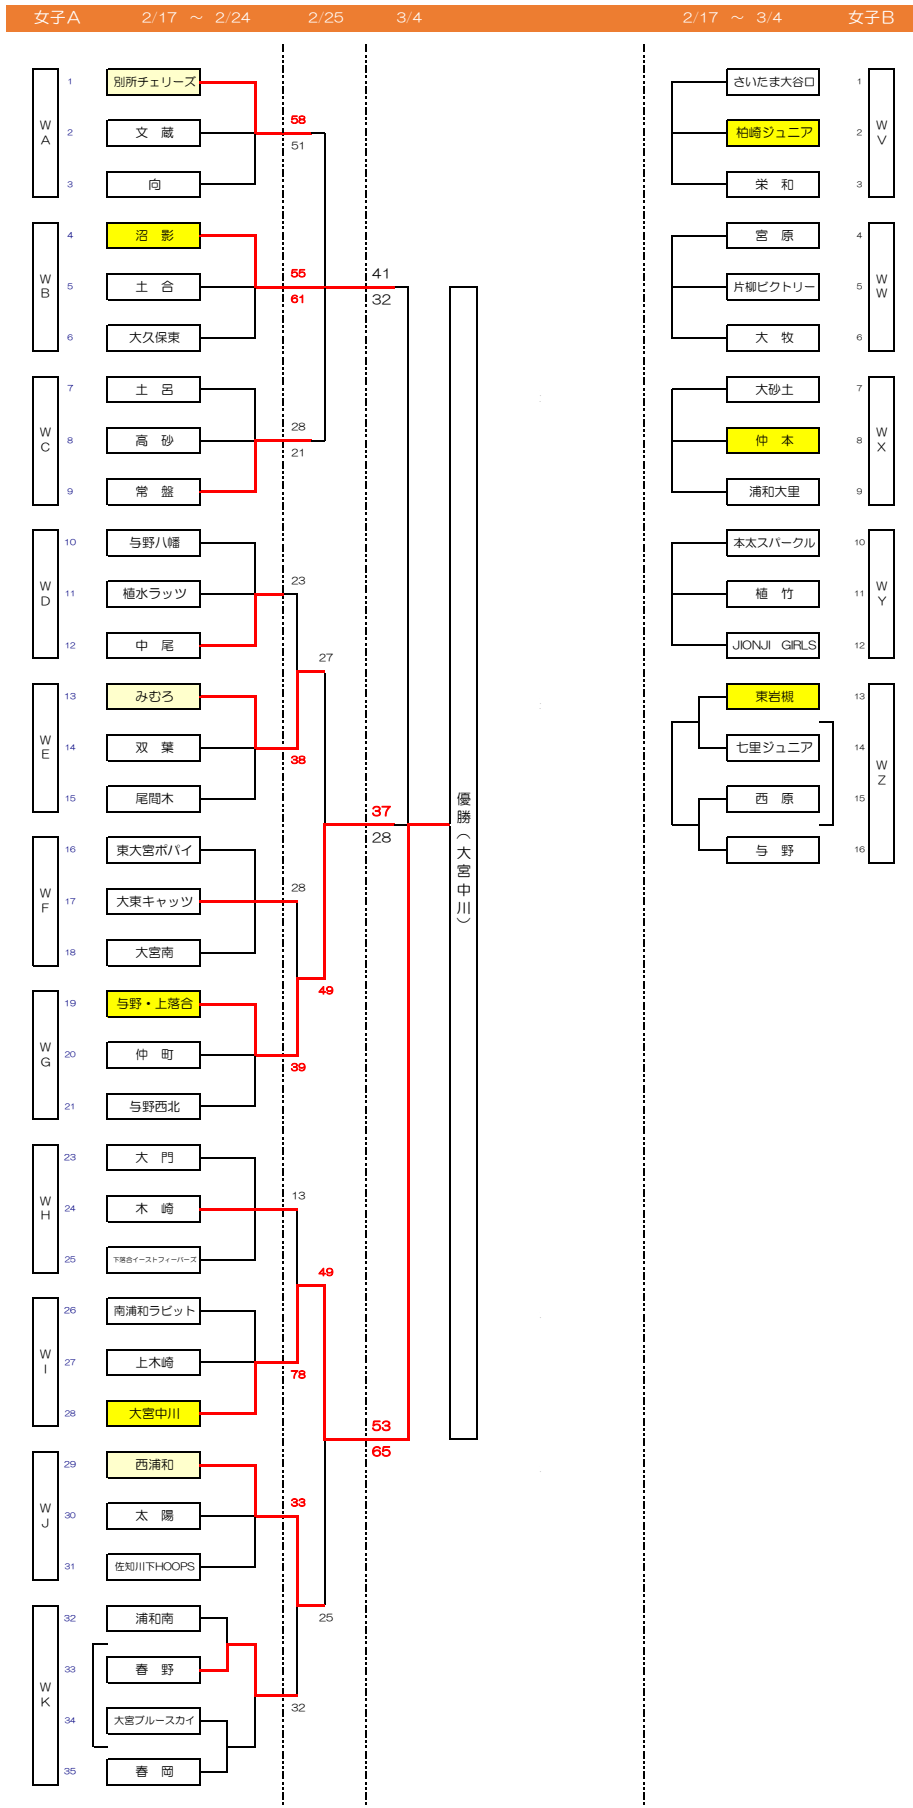 女子A 2/17 ～ 2/24 2/25 3/4 2/17 ～ 3/4 女子B
WA
1 別所チェリーズ
2 文 蔵
3 向
58
51
WB
4 沼 影
5 土 合
6 大久保東
55
61
41
32
WC
7 土 呂
8 高 砂
9 常 盤
28
21
WD
10 与野八幡
11 植水ラッツ
12 中 尾
23
27
WE
13 みむろ
14 双 葉
15 尾間木
38
37
28
WF
16 東大宮ポパイ
17 大東キャッツ
18 大宮南
28
49
WG
19 与野・上落合
20 仲 町
21 与野西北
39
WH
23 大 門
24 木 崎
25 下落合イーストフィーバーズ
13
49
WI
26 南浦和ラビット
27 上木崎
28 大宮中川
78
53
65
WJ
29 西浦和
30 太 陽
31 佐知川下HOOPS
33
25
WK
32 浦和南
33 春 野
34 大宮ブルースカイ
35 春 岡
32
優勝（大宮中川）
さいたま大谷口 1
柏崎ジュニア 2
栄 和 3
WV
宮 原 4
片柳ビクトリー 5
大 牧 6
WW
大砂土 7
仲 本 8
浦和大里 9
WX
本太スパークル 10
植 竹 11
JIONJI GIRLS 12
WY
東岩槻 13
七里ジュニア 14
西 原 15
与 野 16
WZ